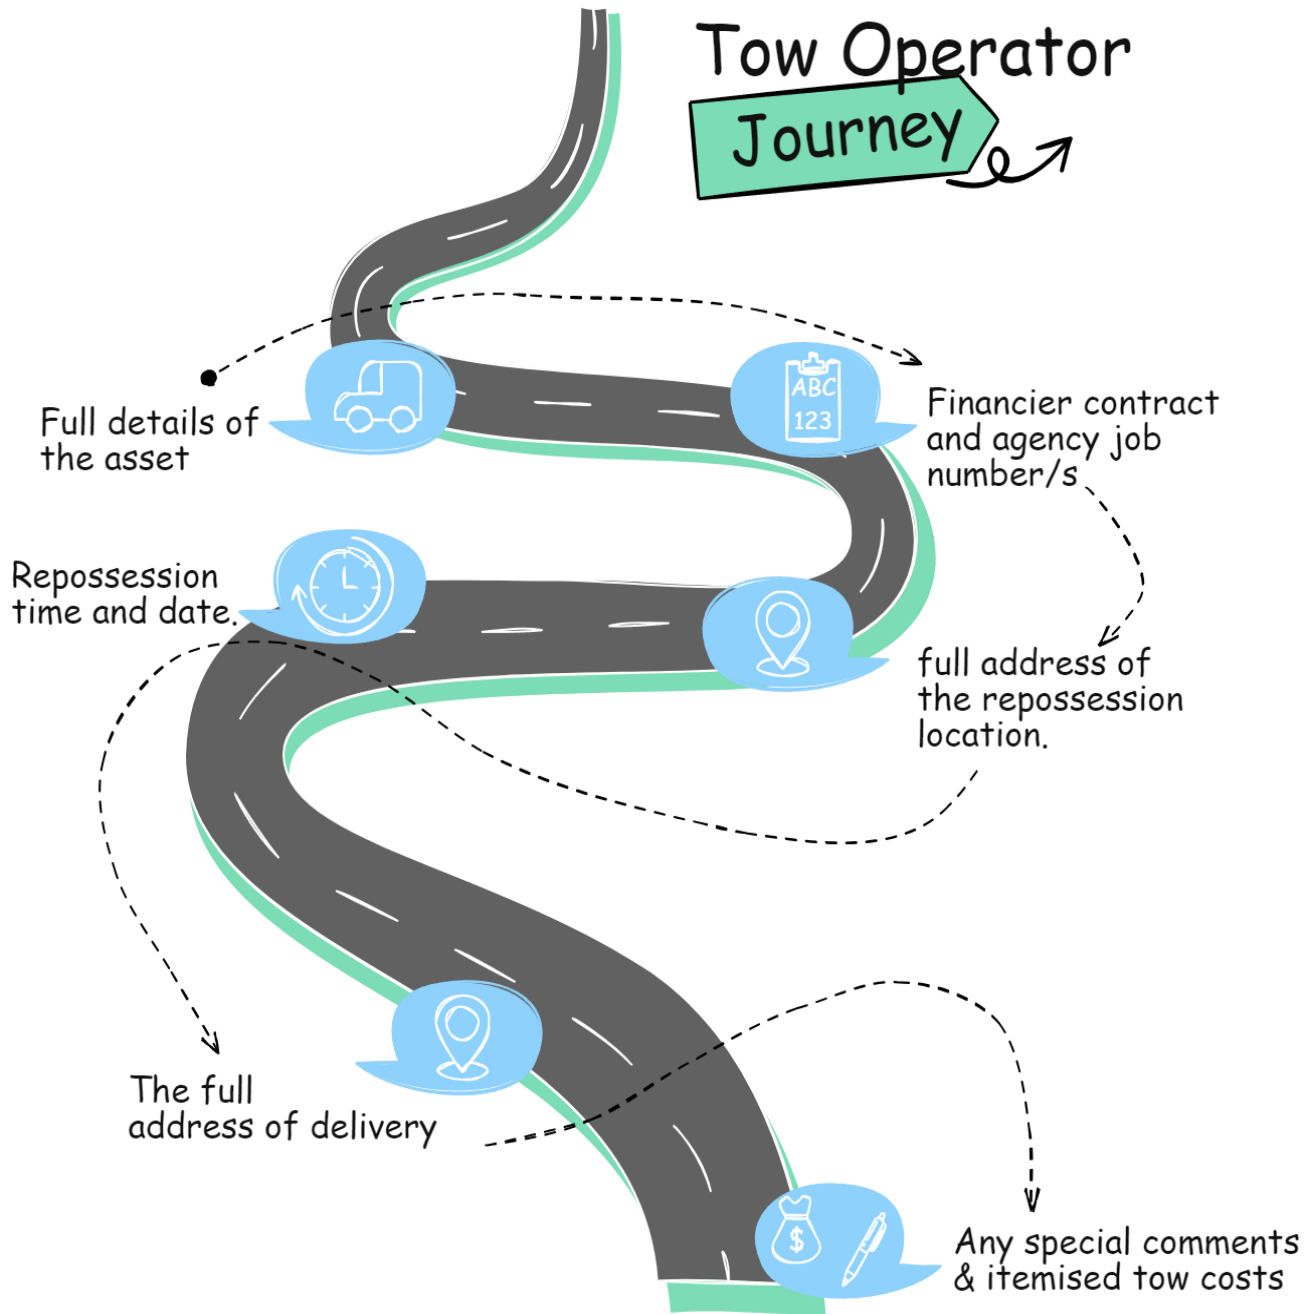 Tow Operator
Journey
Full details of
the asset
ABC
123
Financier contract
and agency job
number/s
full address of
the repossession
location.
Repossession
time and date.
The full
address of delivery
$
Any special comments
& itemised tow costs